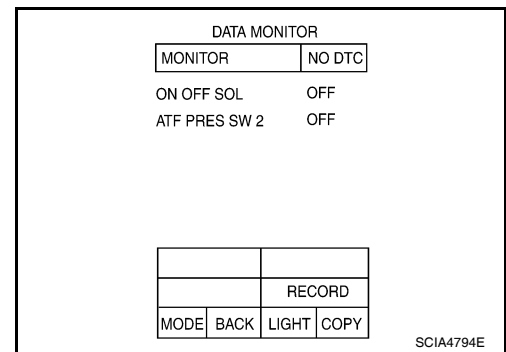 DATA MONITOR
MONITOR NO DTC
ON OFF SOL OFF
ATF PRES SW 2 OFF
RECORD
MODE BACK LIGHT COPY
SCIA4794E